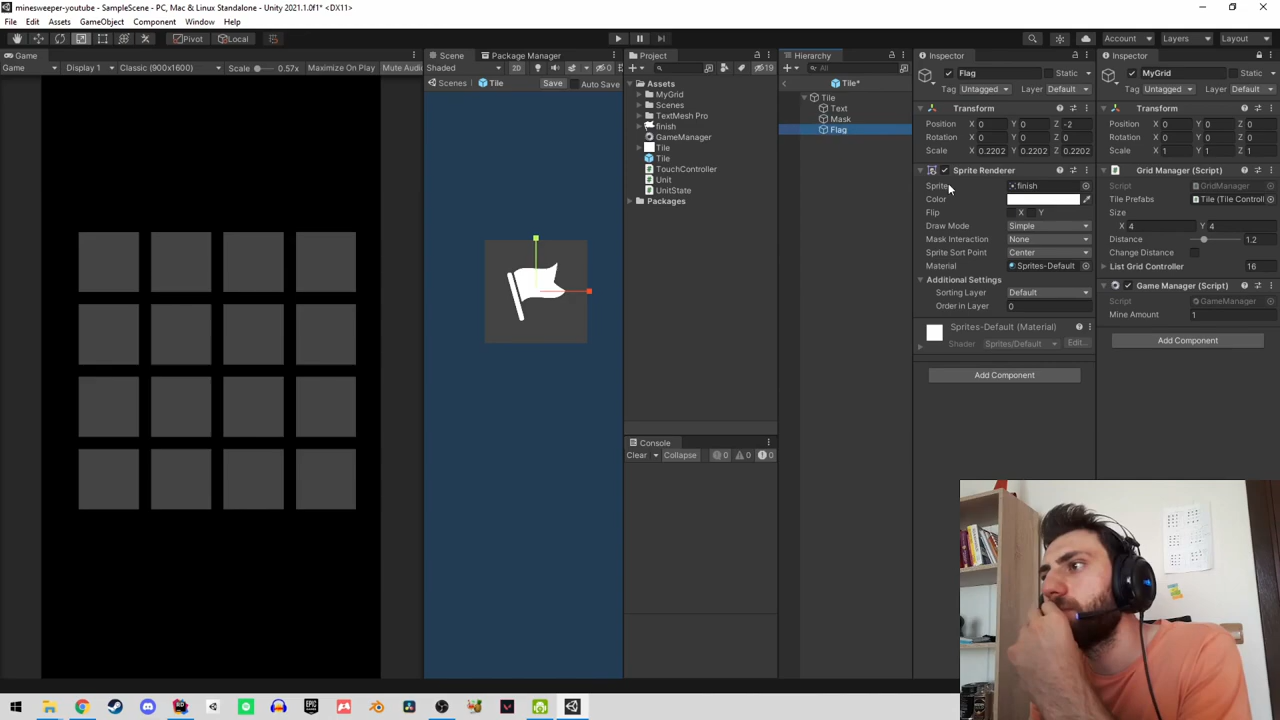 minesweeper-youtube - SampleScene - PC, Mac & Linux Standalone - Unity 2021.1.0f1* <DX11>
File Edit Assets GameObject Component Window Help
Pivot Local Account Layers Layout
Game Scene Package Manager Project Hierarchy Inspector Inspector
Game Display 1 Classic (900x1600) Scale 0.57x Maximize On Play Mute Audi
Shaded 2D 0
Scenes Tile Save Auto Save
19
All
Assets
MyGrid
Scenes
TextMesh Pro
finish
GameManager
Tile
Tile
TouchController
Unit
UnitState
Packages
Console
Clear Collapse 0 0 0
Tile*
Tile
Text
Mask
Flag
Flag Static
Tag Untagged Layer Default
Transform
Position X 0 Y 0 Z -2
Rotation X 0 Y 0 Z 0
Scale X 0.2202 Y 0.2202 Z 0.2202
Sprite Renderer
Sprite finish
Color
Flip X Y
Draw Mode Simple
Mask Interaction None
Sprite Sort Point Center
Material Sprites-Default
Additional Settings
Sorting Layer Default
Order in Layer 0
Sprites-Default (Material)
Shader Sprites/Default Edit...
Add Component
MyGrid Static
Tag Untagged Layer Default
Transform
Position X 0 Y 0 Z 0
Rotation X 0 Y 0 Z 0
Scale X 1 Y 1 Z 1
Grid Manager (Script)
Script GridManager
Tile Prefabs Tile (Tile Controll
Size
X 4 Y 4
Distance 1.2
Change Distance
List Grid Controller 16
Game Manager (Script)
Script GameManager
Mine Amount 1
Add Component